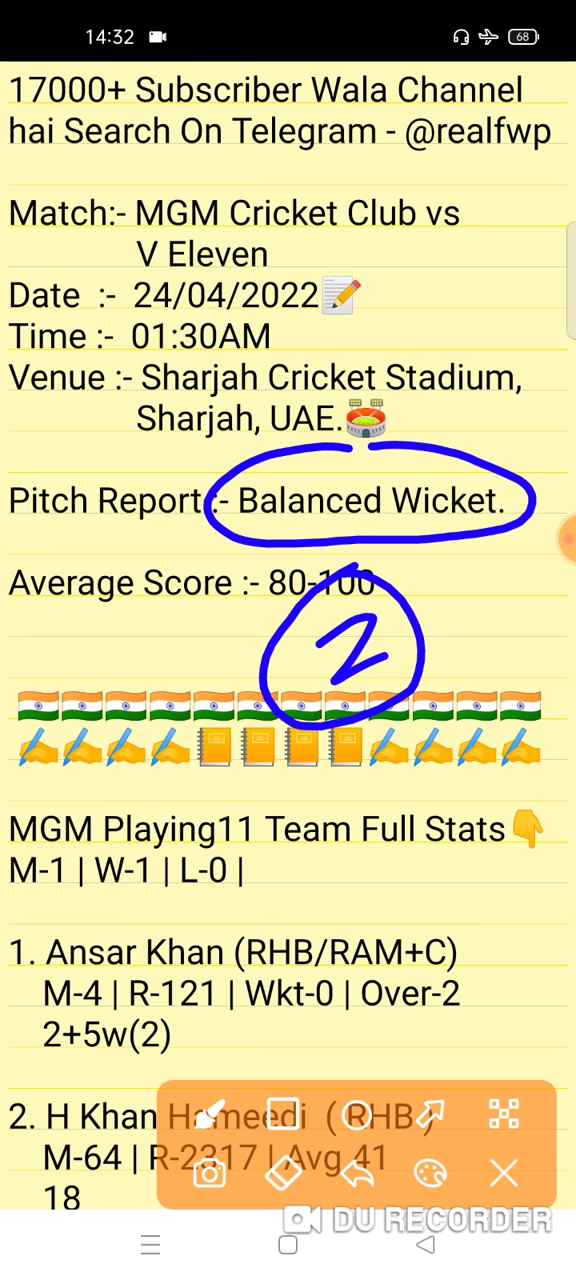 14:32
68
17000+ Subscriber Wala Channel
hai Search On Telegram - @realfwp
Match:- MGM Cricket Club vs
V Eleven
Date :- 24/04/2022
Time :- 01:30AM
Venue :- Sharjah Cricket Stadium,
Sharjah, UAE.
Pitch Report :- Balanced Wicket.
Average Score :- 80-100
2
MGM Playing11 Team Full Stats
M-1 | W-1 | L-0 |
1. Ansar Khan (RHB/RAM+C)
M-4 | R-121 | Wkt-0 | Over-2
2+5w(2)
2. H Khan Hameedi ( RHB )
M-64 | R-2317 | Avg 41
18
DU RECORDER